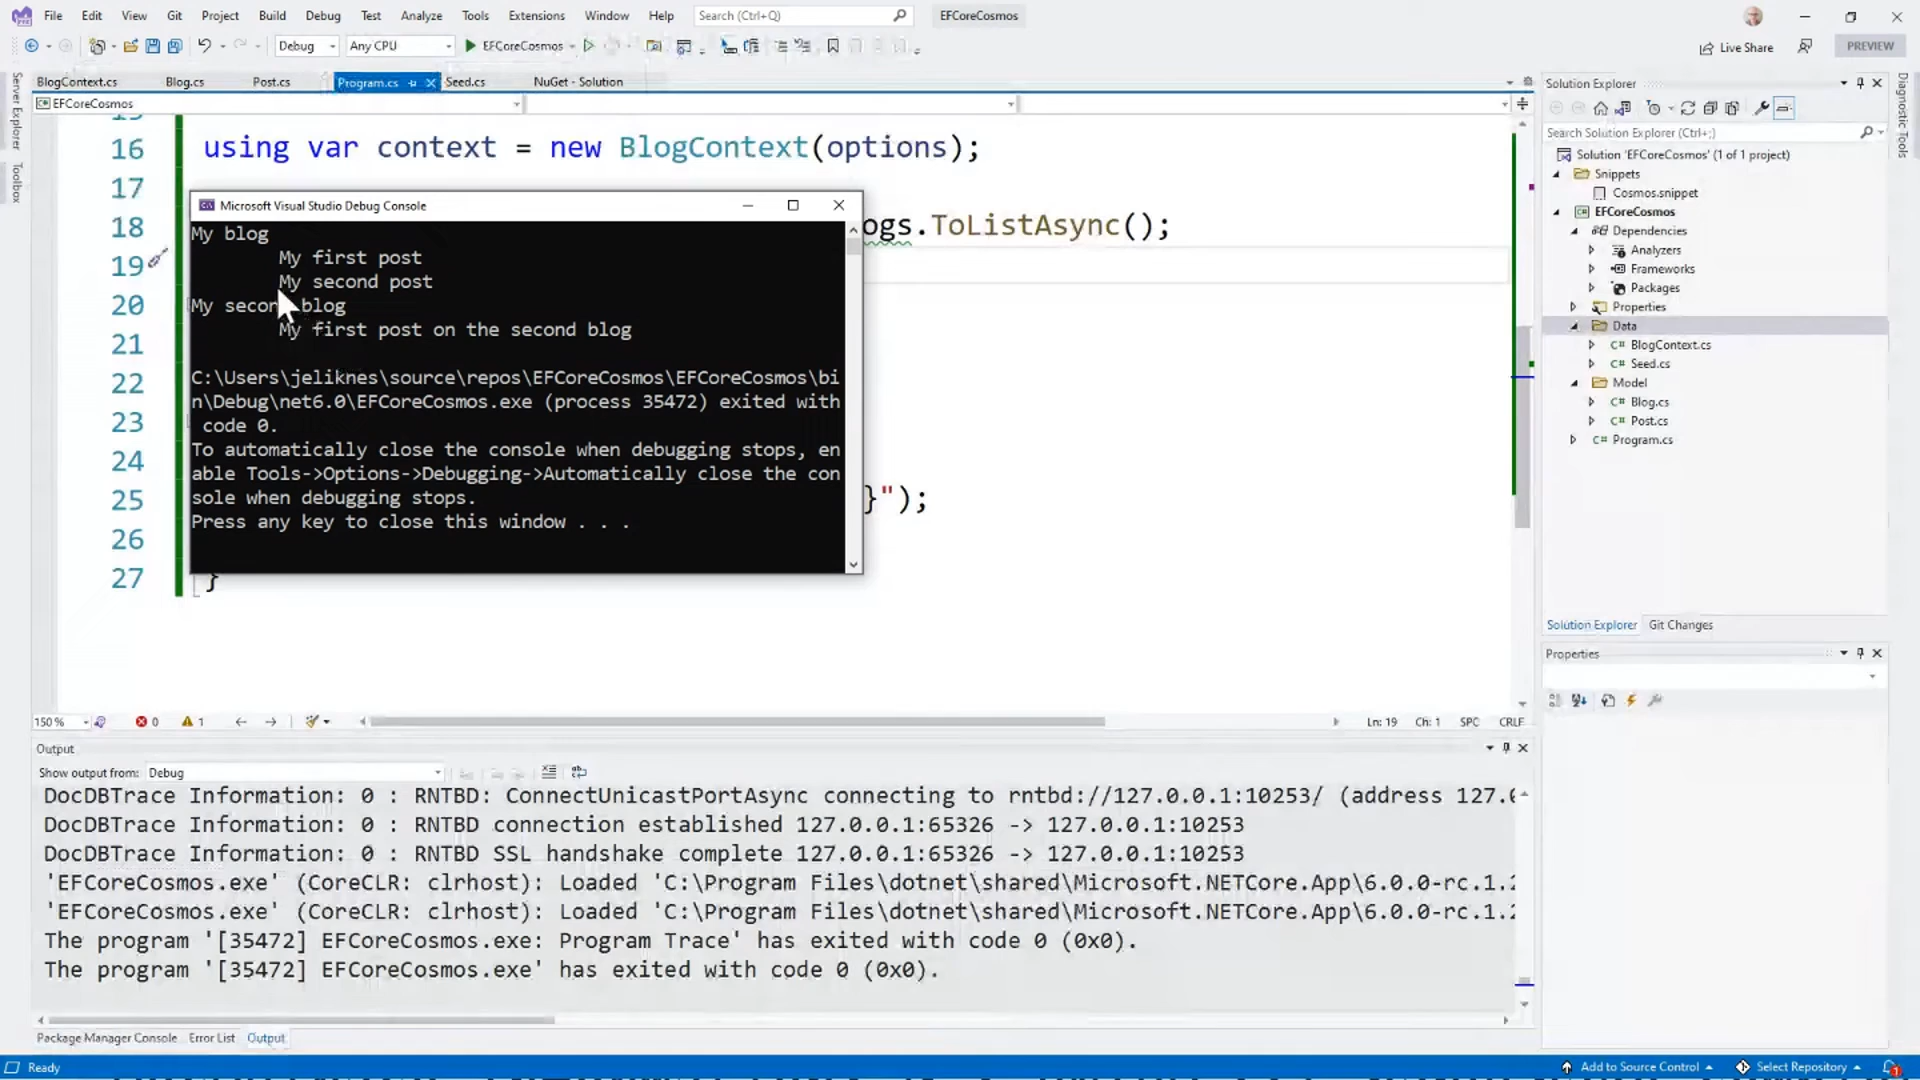 File Edit View Git Project Build Debug Test Analyze Tools Extensions Window Help Search (Ctrl+Q) EFCoreCosmos
Debug Any CPU EFCoreCosmos Live Share PREVIEW
BlogContext.cs Blog.cs Post.cs Program.cs Seed.cs NuGet - Solution
EFCoreCosmos
Server Explorer
Toolbox
16 using var context = new BlogContext(options);
17
18 ogs.ToListAsync();
19
20
21
22
23
24
25 }");
26
27 }
Microsoft Visual Studio Debug Console
My blog
My first post
My second post
My second blog
My first post on the second blog
C:\Users\jeliknes\source\repos\EFCoreCosmos\EFCoreCosmos\bi
n\Debug\net6.0\EFCoreCosmos.exe (process 35472) exited with
code 0.
To automatically close the console when debugging stops, en
able Tools->Options->Debugging->Automatically close the con
sole when debugging stops.
Press any key to close this window . . .
150 % 0 1 Ln: 19 Ch: 1 SPC CRLF
Output
Show output from: Debug
DocDBTrace Information: 0 : RNTBD: ConnectUnicastPortAsync connecting to rntbd://127.0.0.1:10253/ (address 127.
DocDBTrace Information: 0 : RNTBD connection established 127.0.0.1:65326 -> 127.0.0.1:10253
DocDBTrace Information: 0 : RNTBD SSL handshake complete 127.0.0.1:65326 -> 127.0.0.1:10253
'EFCoreCosmos.exe' (CoreCLR: clrhost): Loaded 'C:\Program Files\dotnet\shared\Microsoft.NETCore.App\6.0.0-rc.1.2
'EFCoreCosmos.exe' (CoreCLR: clrhost): Loaded 'C:\Program Files\dotnet\shared\Microsoft.NETCore.App\6.0.0-rc.1.2
The program '[35472] EFCoreCosmos.exe: Program Trace' has exited with code 0 (0x0).
The program '[35472] EFCoreCosmos.exe' has exited with code 0 (0x0).
Package Manager Console Error List Output
Solution Explorer
Search Solution Explorer (Ctrl+;)
Solution 'EFCoreCosmos' (1 of 1 project)
Snippets
Cosmos.snippet
EFCoreCosmos
Dependencies
Analyzers
Frameworks
Packages
Properties
Data
BlogContext.cs
Seed.cs
Model
Blog.cs
Post.cs
Program.cs
Solution Explorer Git Changes
Properties
Diagnostic Tools
Ready Add to Source Control Select Repository 1